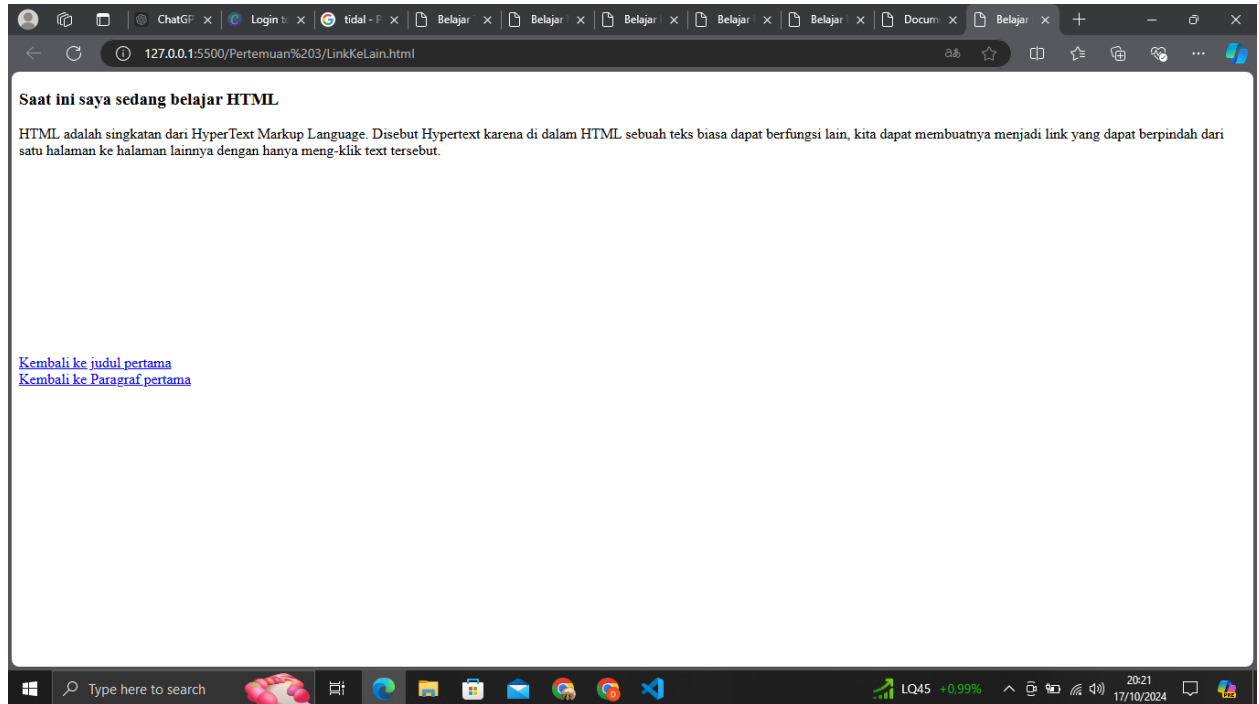 ChatGP
Login to
tidal - P
Belajar
Belajar
Belajar
Belajar
Belajar
Docum
Belajar
127.0.0.1:5500/Pertemuan%203/LinkKeLain.html
Saat ini saya sedang belajar HTML
HTML adalah singkatan dari HyperText Markup Language. Disebut Hypertext karena di dalam HTML sebuah teks biasa dapat berfungsi lain, kita dapat membuatnya menjadi link yang dapat berpindah dari
satu halaman ke halaman lainnya dengan hanya meng-klik text tersebut.
Kembali ke judul pertama
Kembali ke Paragraf pertama
Type here to search
LQ45 +0,99%
20:21
17/10/2024